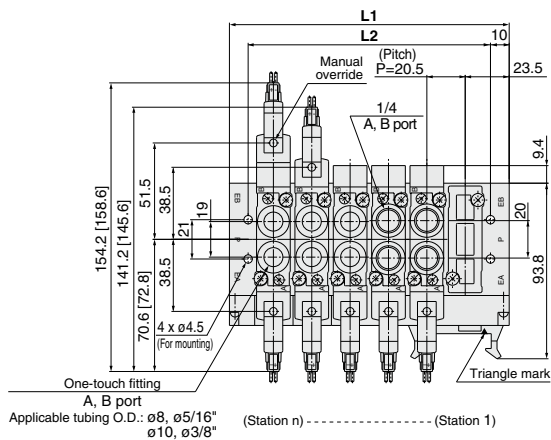 L1
L2
10
Manual
override
(Pitch)
P=20.5
23.5
1/4
A, B port
9.4
154.2 [158.6]
141.2 [145.6]
51.5
38.5
21
19
EB
P
EA
B
B
B
B
B
EB
P
EA
20
93.8
70.6 [72.8]
38.5
A
A
4 x ø4.5
(For mounting)
One-touch fitting
A, B port
Triangle mark
Applicable tubing O.D.: ø8, ø5/16"
ø10, ø3/8"
(Station n) (Station 1)